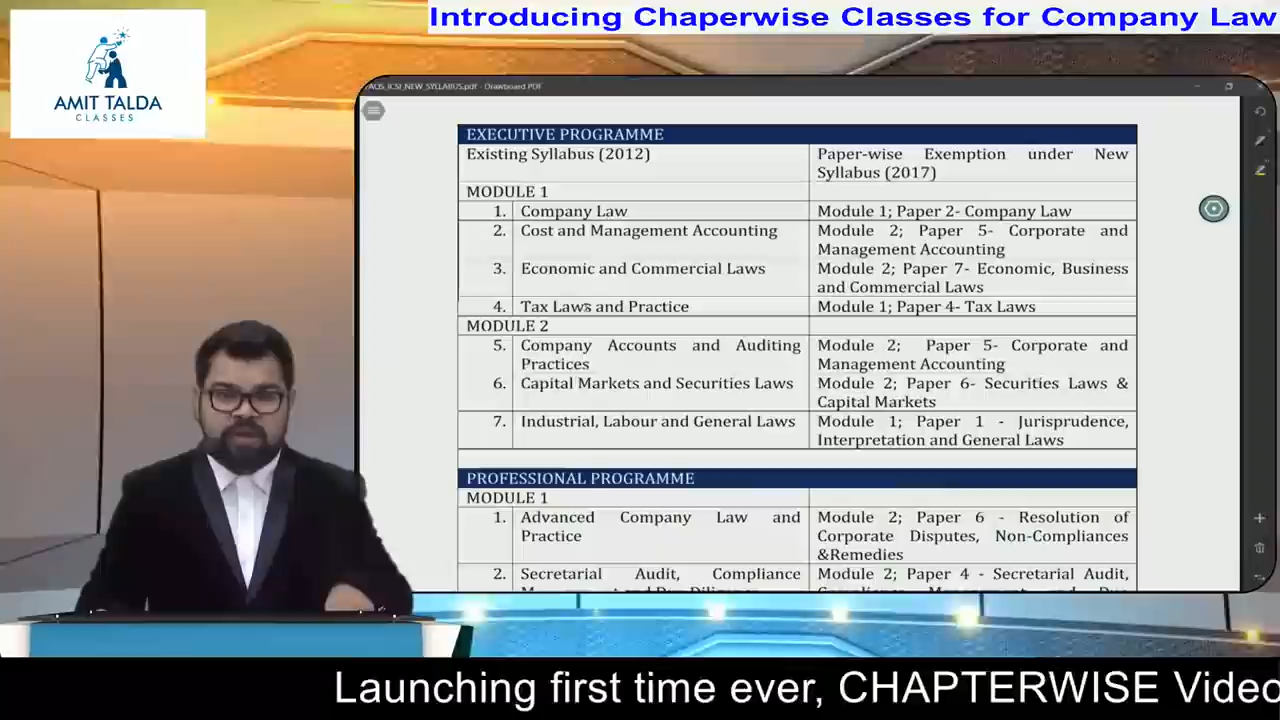 Introducing Chaperwise Classes for Company Law
AMIT TALDA
CLASSES
FAQS_ICSI_NEW_SYLLABUS.pdf - Drawboard PDF
EXECUTIVE PROGRAMME
Existing Syllabus (2012) Paper-wise Exemption under New
Syllabus (2017)
MODULE 1
1. Company Law Module 1; Paper 2- Company Law
2. Cost and Management Accounting Module 2; Paper 5- Corporate and
Management Accounting
3. Economic and Commercial Laws Module 2; Paper 7- Economic, Business
and Commercial Laws
4. Tax Laws and Practice Module 1; Paper 4- Tax Laws
MODULE 2
5. Company Accounts and Auditing Module 2; Paper 5- Corporate and
Practices Management Accounting
6. Capital Markets and Securities Laws Module 2; Paper 6- Securities Laws &
Capital Markets
7. Industrial, Labour and General Laws Module 1; Paper 1 - Jurisprudence,
Interpretation and General Laws
PROFESSIONAL PROGRAMME
MODULE 1
1. Advanced Company Law and Module 2; Paper 6 - Resolution of
Practice Corporate Disputes, Non-Compliances
&Remedies
2. Secretarial Audit, Compliance Module 2; Paper 4 - Secretarial Audit,
Launching first time ever, CHAPTERWISE Video